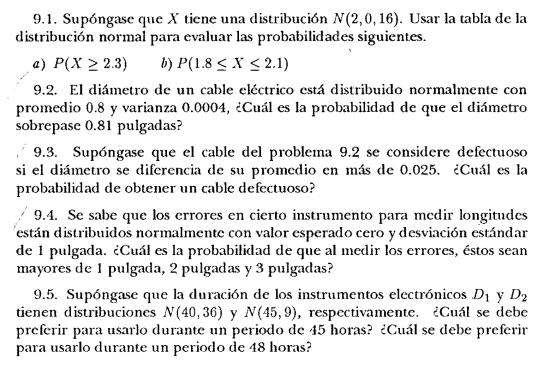 9.1. Supóngase que X tiene una distribución N(2,0,16). Usar la tabla de la
distribución normal para evaluar las probabilidades siguientes.
a) P(X ≥ 2.3) b) P(1.8 ≤ X ≤ 2.1)
9.2. El diámetro de un cable eléctrico está distribuido normalmente con
promedio 0.8 y varianza 0.0004, ¿Cuál es la probabilidad de que el diámetro
sobrepase 0.81 pulgadas?
9.3. Supóngase que el cable del problema 9.2 se considere defectuoso
si el diámetro se diferencia de su promedio en más de 0.025. ¿Cuál es la
probabilidad de obtener un cable defectuoso?
9.4. Se sabe que los errores en cierto instrumento para medir longitudes
están distribuidos normalmente con valor esperado cero y desviación estándar
de 1 pulgada. ¿Cuál es la probabilidad de que al medir los errores, éstos sean
mayores de 1 pulgada, 2 pulgadas y 3 pulgadas?
9.5. Supóngase que la duración de los instrumentos electrónicos D₁ y D₂
tienen distribuciones N(40,36) y N(45,9), respectivamente. ¿Cuál se debe
preferir para usarlo durante un periodo de 45 horas? ¿Cuál se debe preferir
para usarlo durante un periodo de 48 horas?